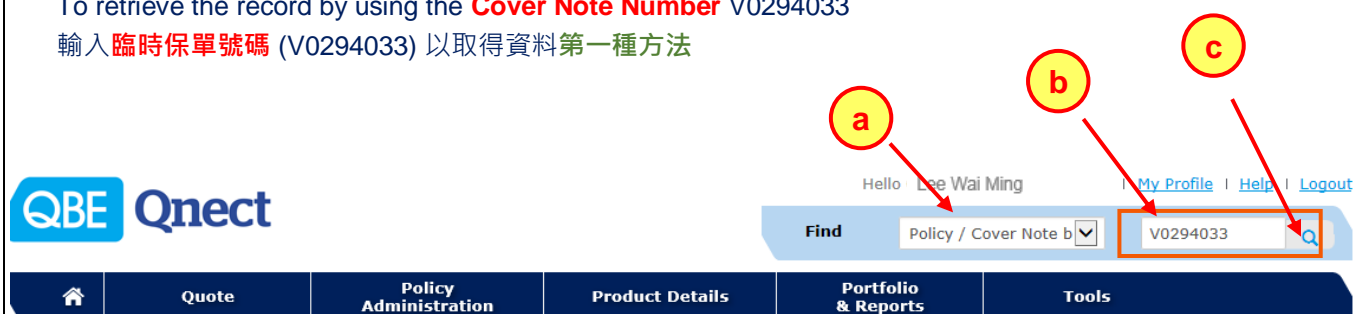 To retrieve the record by using the Cover Note Number V0294033
輸入臨時保單號碼 (V0294033) 以取得資料第一種方法
c
b
a
Hello Lee Wai Ming | My Profile | Help | Logout
QBE Qnect
Find Policy / Cover Note b V0294033
Quote Policy Administration Product Details Portfolio & Reports Tools